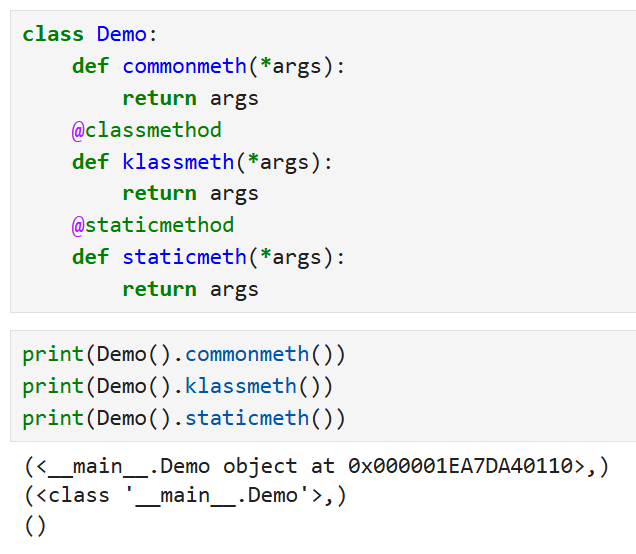 class Demo:
    def commonmeth(*args):
        return args
    @classmethod
    def klassmeth(*args):
        return args
    @staticmethod
    def staticmeth(*args):
        return args
print(Demo().commonmeth())
print(Demo().klassmeth())
print(Demo().staticmeth())
(<__main__.Demo object at 0x000001EA7DA40110>,)
(<class '__main__.Demo'>,)
()